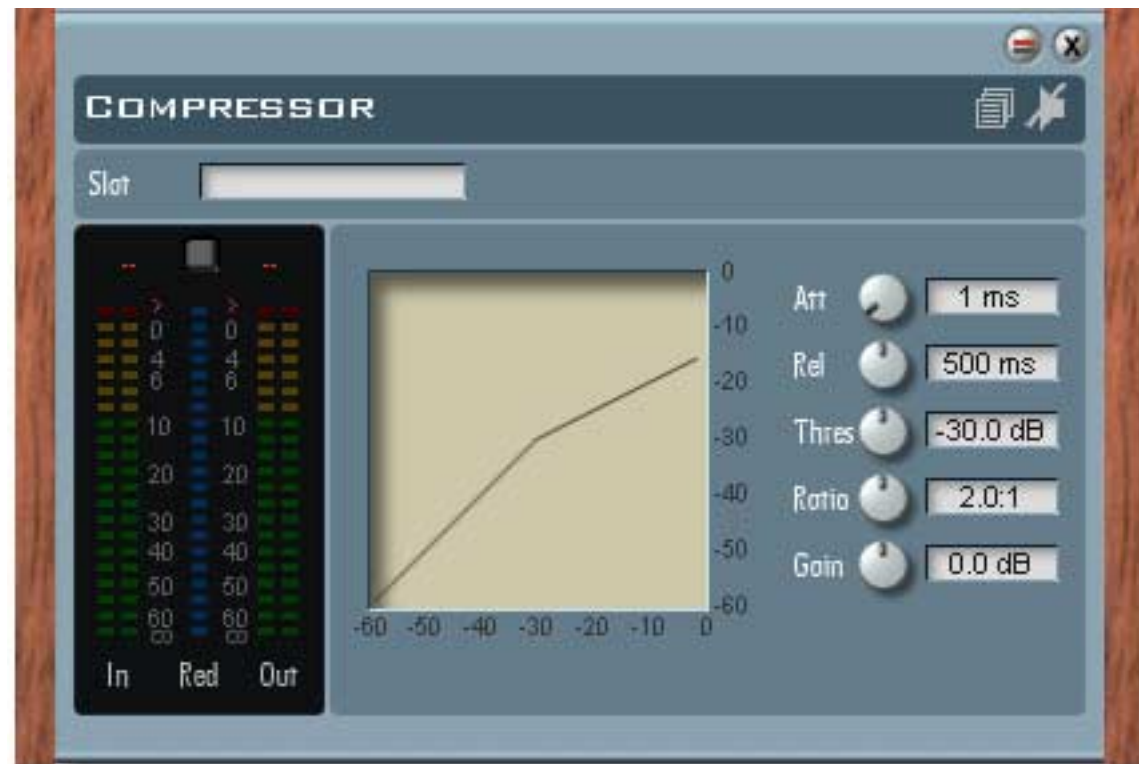 COMPRESSOR
Slot
-- --
> >
0 0
4 4
6 6
10 10
20 20
30 30
40 40
50 50
60 60
∞ ∞
In Red Out
0
-10
-20
-30
-40
-50
-60
-60 -50 -40 -30 -20 -10 0
Att 1 ms
Rel 500 ms
Thres -30.0 dB
Ratio 2.0:1
Gain 0.0 dB